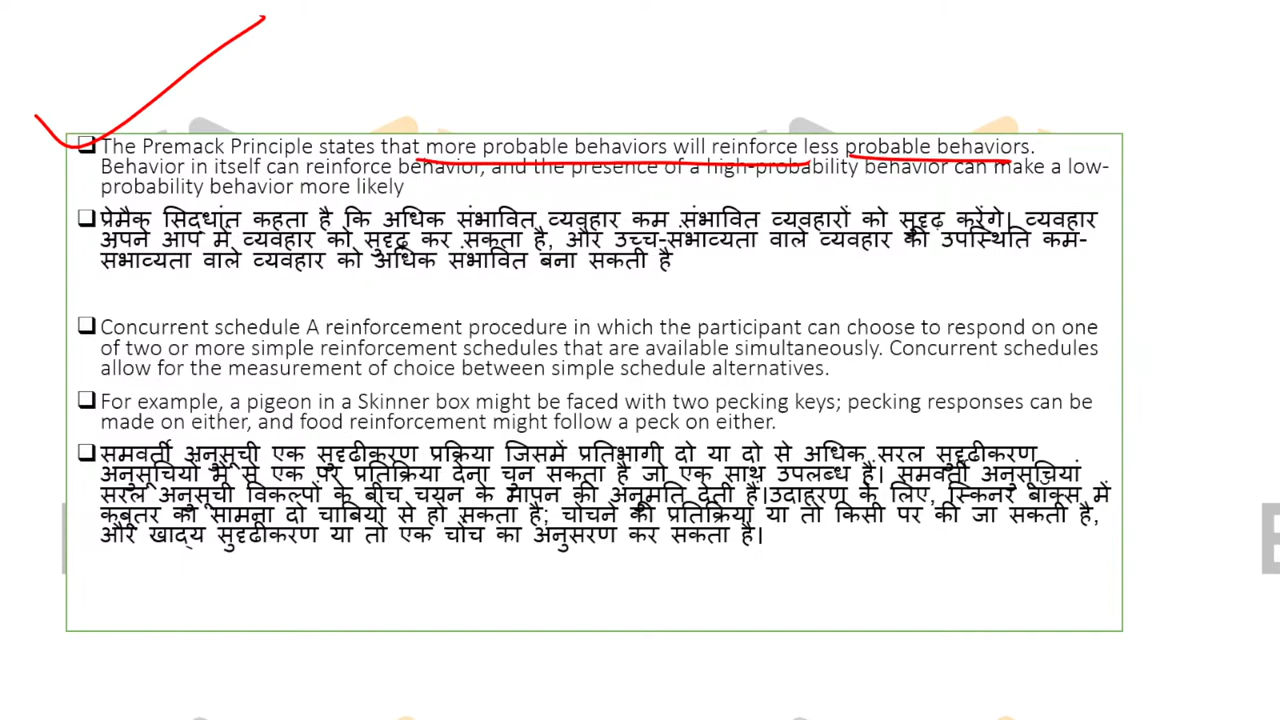 The Premack Principle states that more probable behaviors will reinforce less probable behaviors.
Behavior in itself can reinforce behavior, and the presence of a high-probability behavior can make a low-
probability behavior more likely
प्रेमैक सिद्धांत कहता है कि अधिक संभावित व्यवहार कम संभावित व्यवहारों को सुदृढ़ करेंगे। व्यवहार
अपने आप में व्यवहार को सुदृढ़ कर सकता है, और उच्च-संभाव्यता वाले व्यवहार की उपस्थिति कम-
संभाव्यता वाले व्यवहार को अधिक संभावित बना सकती है
Concurrent schedule A reinforcement procedure in which the participant can choose to respond on one
of two or more simple reinforcement schedules that are available simultaneously. Concurrent schedules
allow for the measurement of choice between simple schedule alternatives.
For example, a pigeon in a Skinner box might be faced with two pecking keys; pecking responses can be
made on either, and food reinforcement might follow a peck on either.
समवर्ती अनुसूची एक सुदृढीकरण प्रक्रिया जिसमें प्रतिभागी दो या दो से अधिक सरल सुदृढीकरण
अनुसूचियों में से एक पर प्रतिक्रिया देना चुन सकता है जो एक साथ उपलब्ध हैं। समवर्ती अनुसूचियां
सरल अनुसूची विकल्पों के बीच चयन के मापन की अनुमति देती हैं।उदाहरण के लिए, स्किनर बॉक्स में
कबूतर का सामना दो चाबियों से हो सकता है; चोंचने की प्रतिक्रिया या तो किसी पर की जा सकती है,
और खाद्य सुदृढीकरण या तो एक चोंच का अनुसरण कर सकता है।